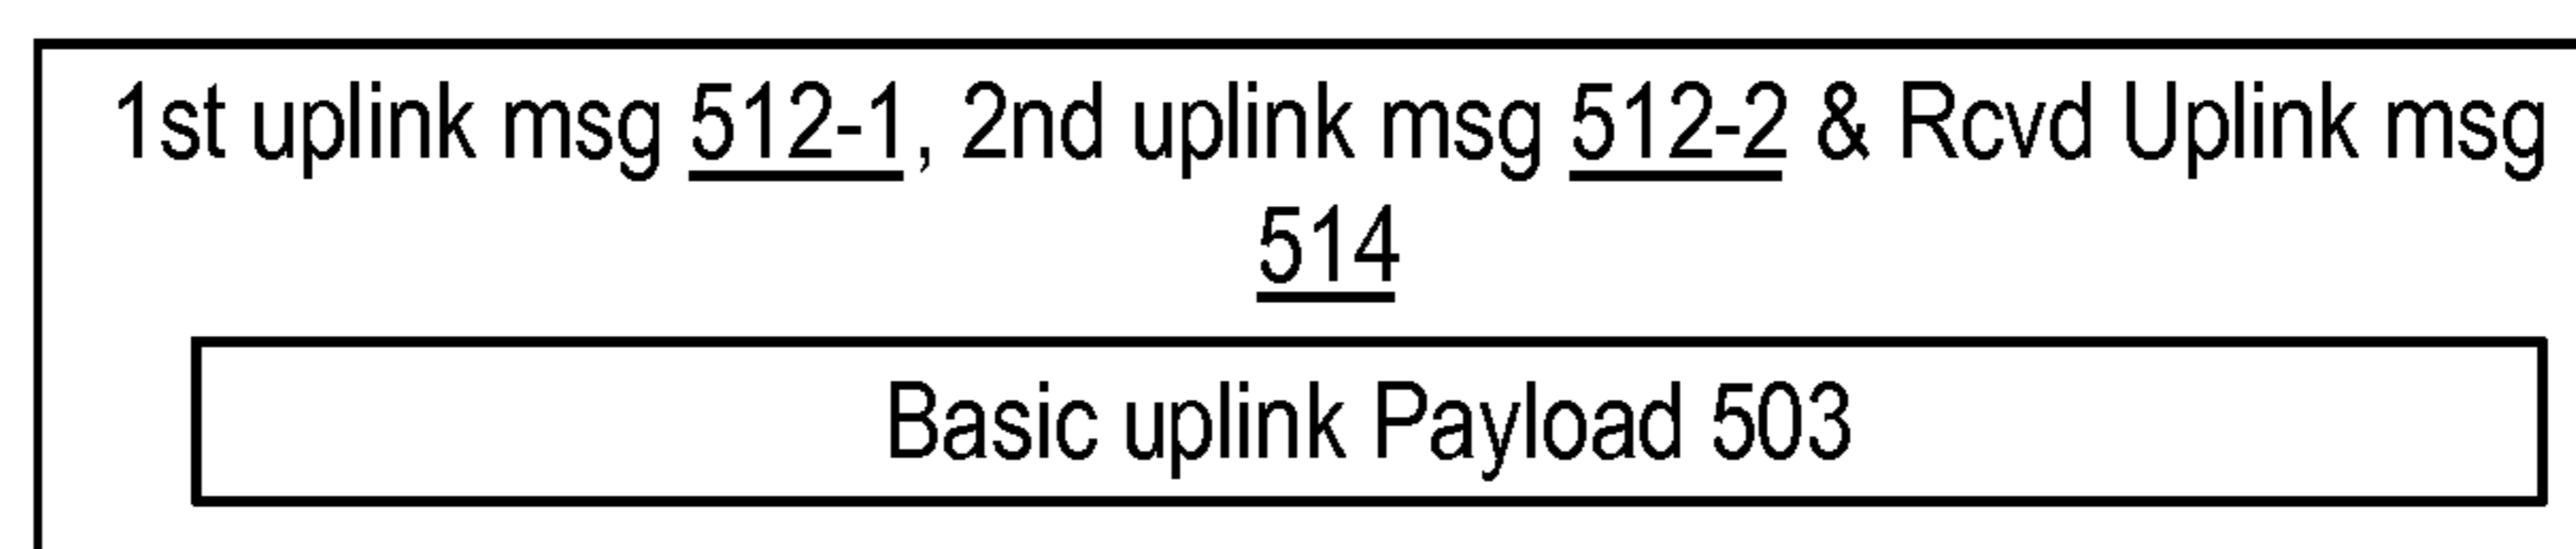 1st uplink msg 512-1, 2nd uplink msg 512-2 & Rcvd Uplink msg
514
Basic uplink Payload 503